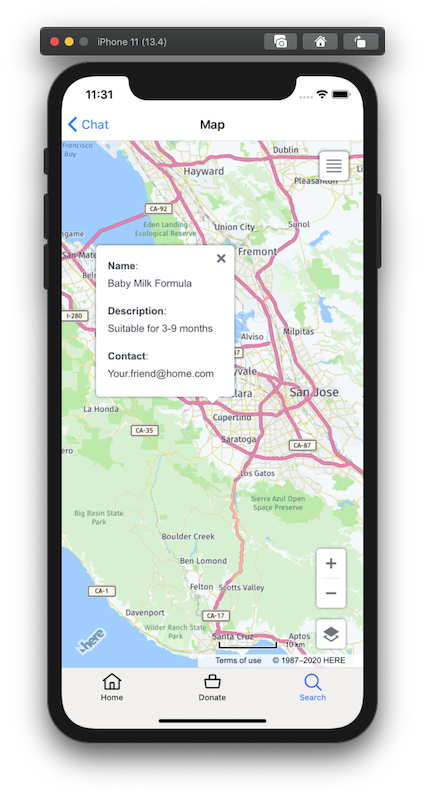 iPhone 11 (13.4)
11:31
Chat
Map
Francisco
Bay
Dublin
Hayward
Pleasanton
CA-92
Eden Landing
Ecological Reserve
Union City
Sunol
San Mateo
Fremont
Name:
Baby Milk Formula
Description:
Suitable for 3-9 months
Contact:
Your.friend@home.com
I-280
Alviso
Milpitas
San Jose
La Honda
Cupertino
CA-35
Saratoga
CA-87
Los Gatos
Big Basin State
Park
Sierra Azul Open
Space Preserve
Boulder Creek
Ben Lomond
CA-1
Felton
Scotts Valley
Davenport
CA-17
Wilder Ranch State
Park
Santa Cruz
Aptos
10 km
here
Terms of use
© 1987–2020 HERE
Home
Donate
Search